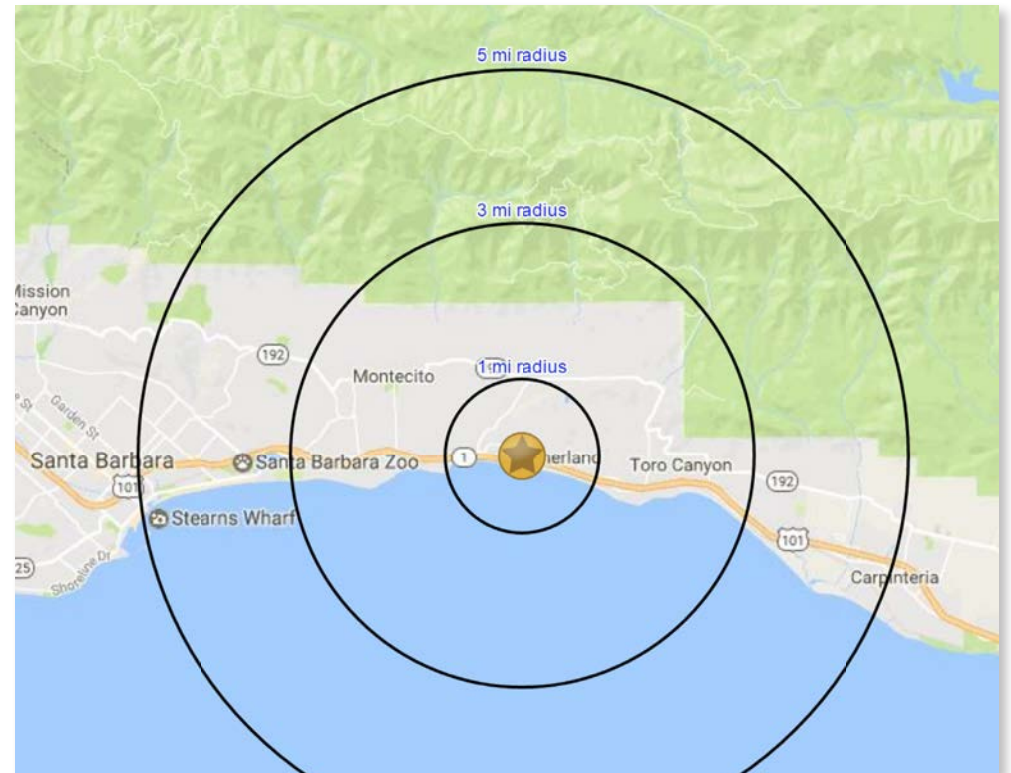 5 mi radius
3 mi radius
Mission
Canyon
192
Montecito
1 mi radius
Garden St
St
Santa Barbara
Santa Barbara Zoo
1
Toro Canyon
192
101
Stearns Wharf
101
25
Shoreline Dr
Carpinteria